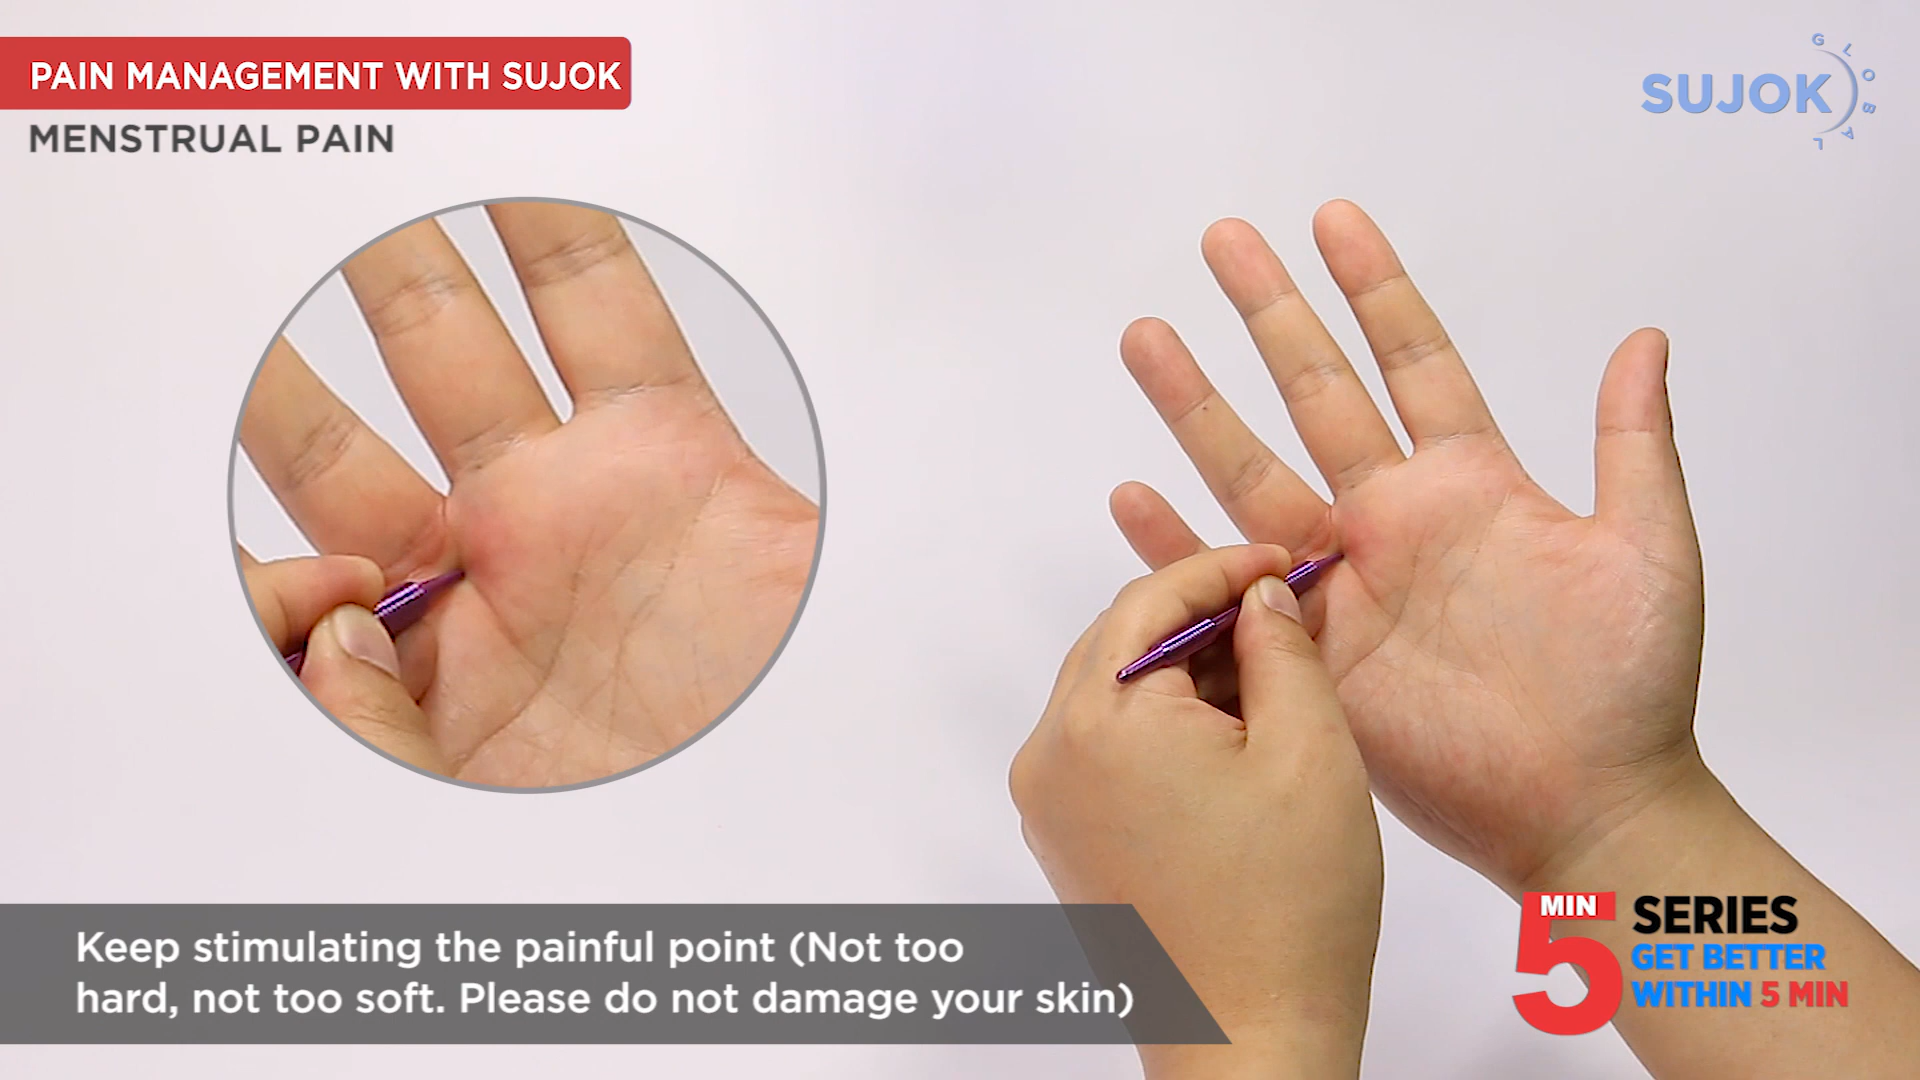 PAIN MANAGEMENT WITH SUJOK
MENSTRUAL PAIN
SUJOK
GLOBAL
Keep stimulating the painful point (Not too
hard, not too soft. Please do not damage your skin)
5 MIN
SERIES
GET BETTER
WITHIN 5 MIN